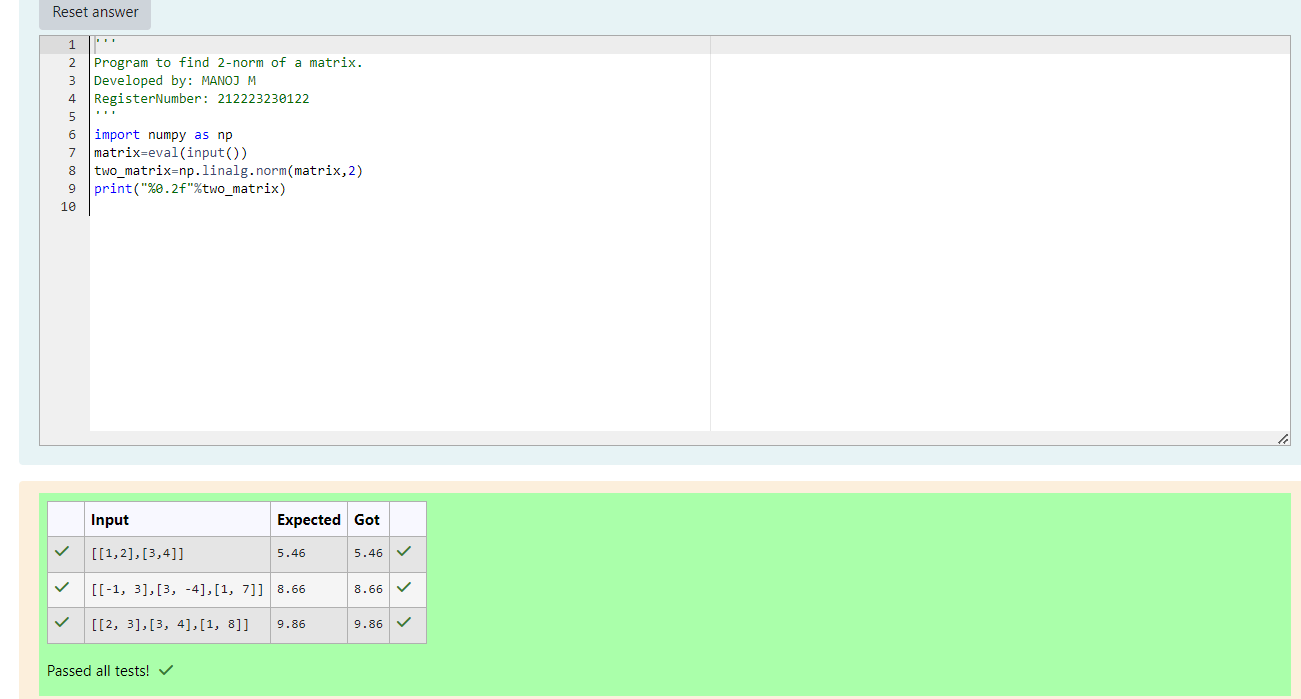 Reset answer
1 '''
2 Program to find 2-norm of a matrix.
3 Developed by: MANOJ M
4 RegisterNumber: 212223230122
5 '''
6 import numpy as np
7 matrix=eval(input())
8 two_matrix=np.linalg.norm(matrix,2)
9 print("%0.2f"%two_matrix)
10
Input Expected Got
[[1,2],[3,4]] 5.46 5.46
[[-1, 3],[3, -4],[1, 7]] 8.66 8.66
[[2, 3],[3, 4],[1, 8]] 9.86 9.86
Passed all tests!